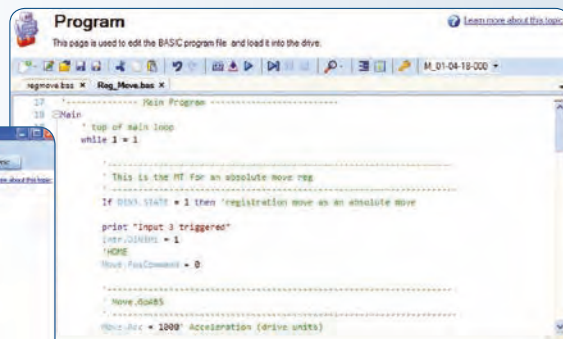 Program
Learn more about this topic
This page is used to edit the BASIC program file and load it into the drive.
M_01-04-18-000
regmove.bas × Reg_Move.bas ×
17 '------------- Main Program -------------------------
18 Main
' top of main loop
while 1 = 1
' This is the MT for an absolute move reg
If DIN3.STATE = 1 then 'registration move as an absolute move
print "Input 3 triggered"
= 1
'HOME
Move.PosCommand = 0
' Move.GoABS
Move.Acc = 1000' Acceleration (drive units)